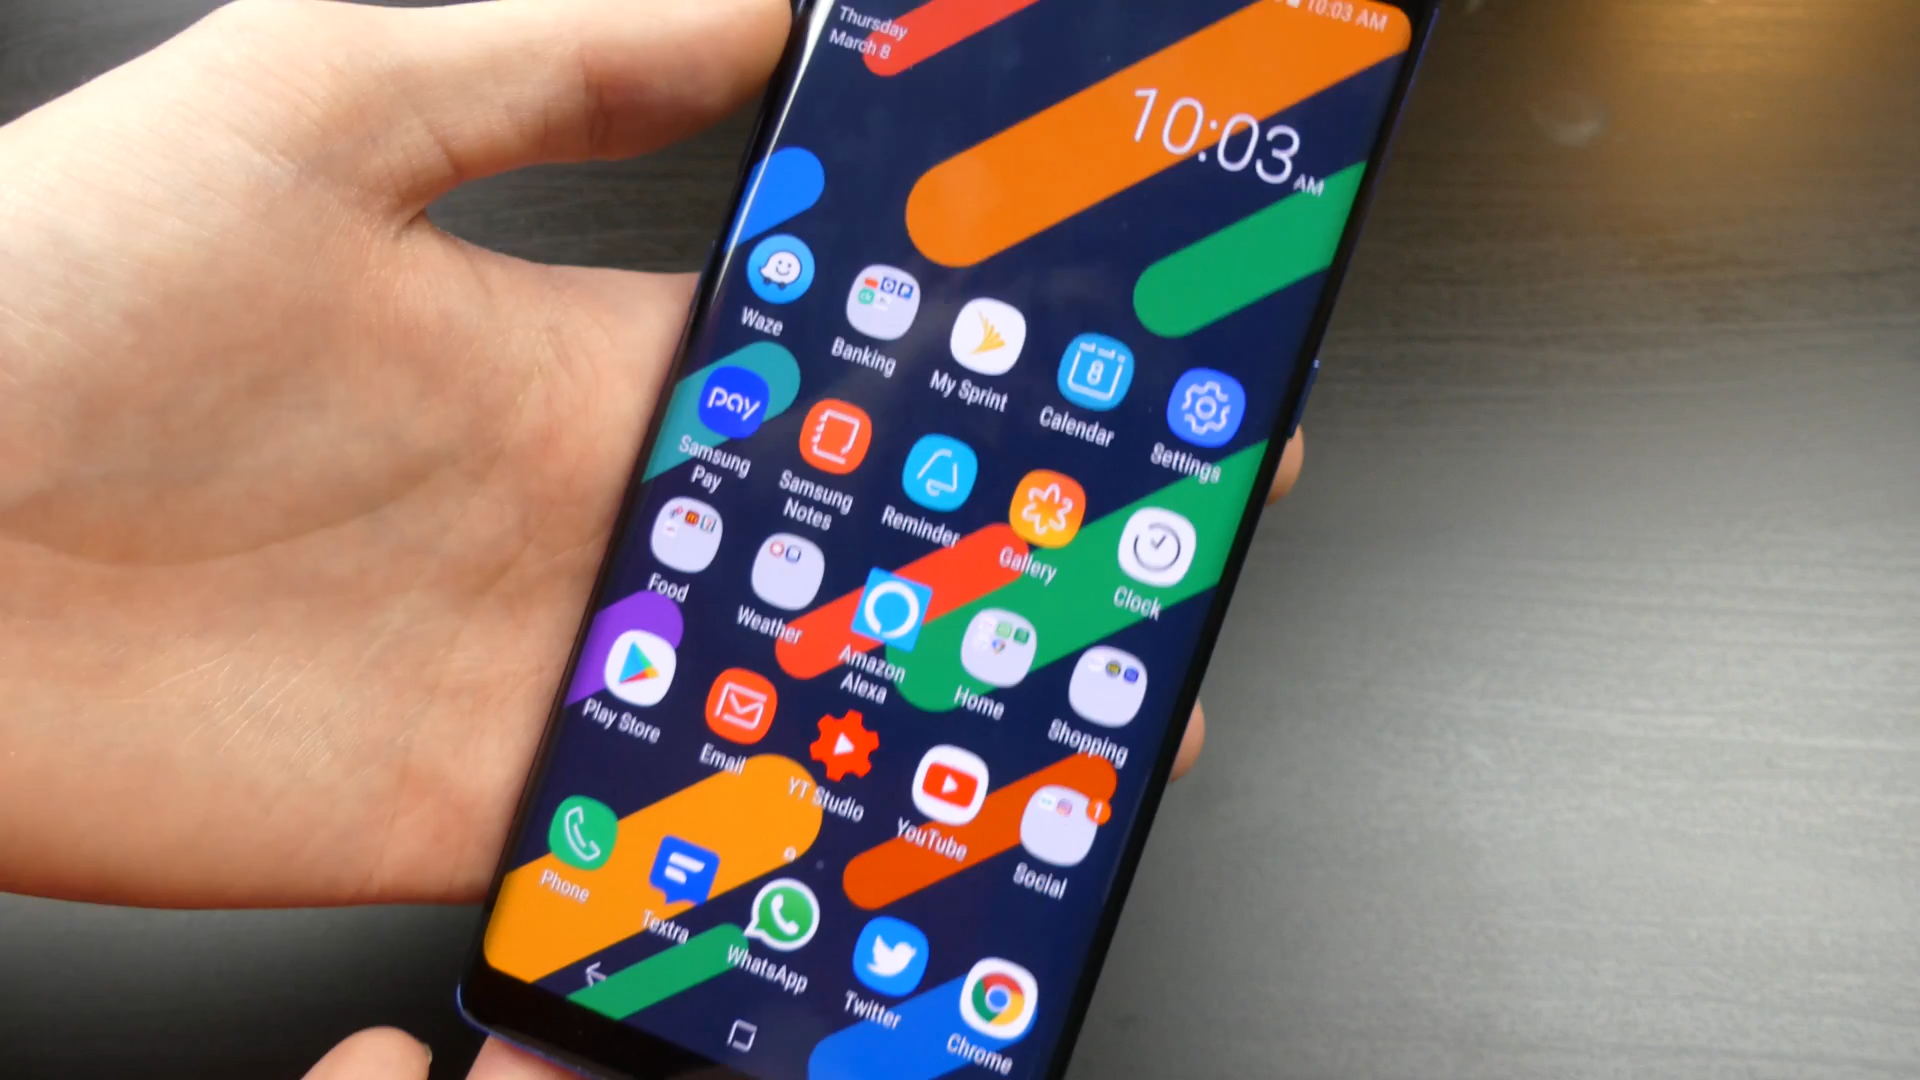 10:03 AM
Thursday
March 8
10:03 AM
Waze
Banking
My Sprint
8
Calendar
Settings
pay
Samsung
Pay
Samsung
Notes
Reminder
Gallery
Clock
Food
Weather
Amazon
Alexa
Home
Shopping
Play Store
Email
YT Studio
YouTube
1
Social
Phone
Textra
WhatsApp
Twitter
Chrome